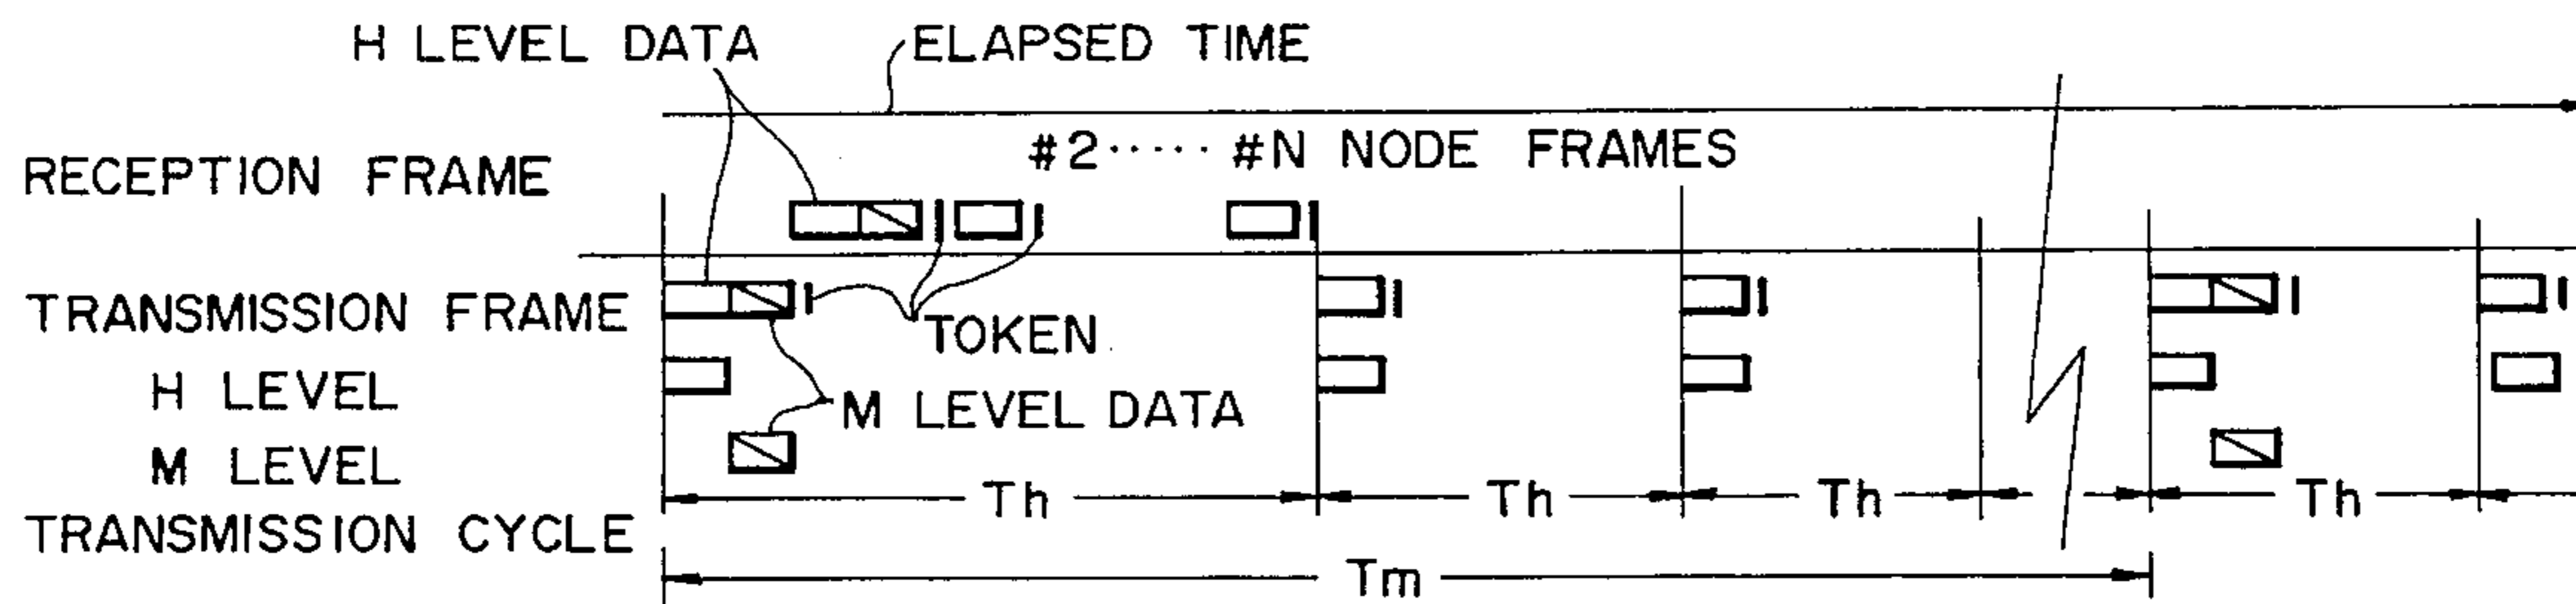 H LEVEL DATA
ELAPSED TIME
#2····· #N NODE FRAMES
RECEPTION FRAME
TRANSMISSION FRAME
TOKEN
H LEVEL
M LEVEL DATA
M LEVEL
Th Th Th Th
TRANSMISSION CYCLE
Tm